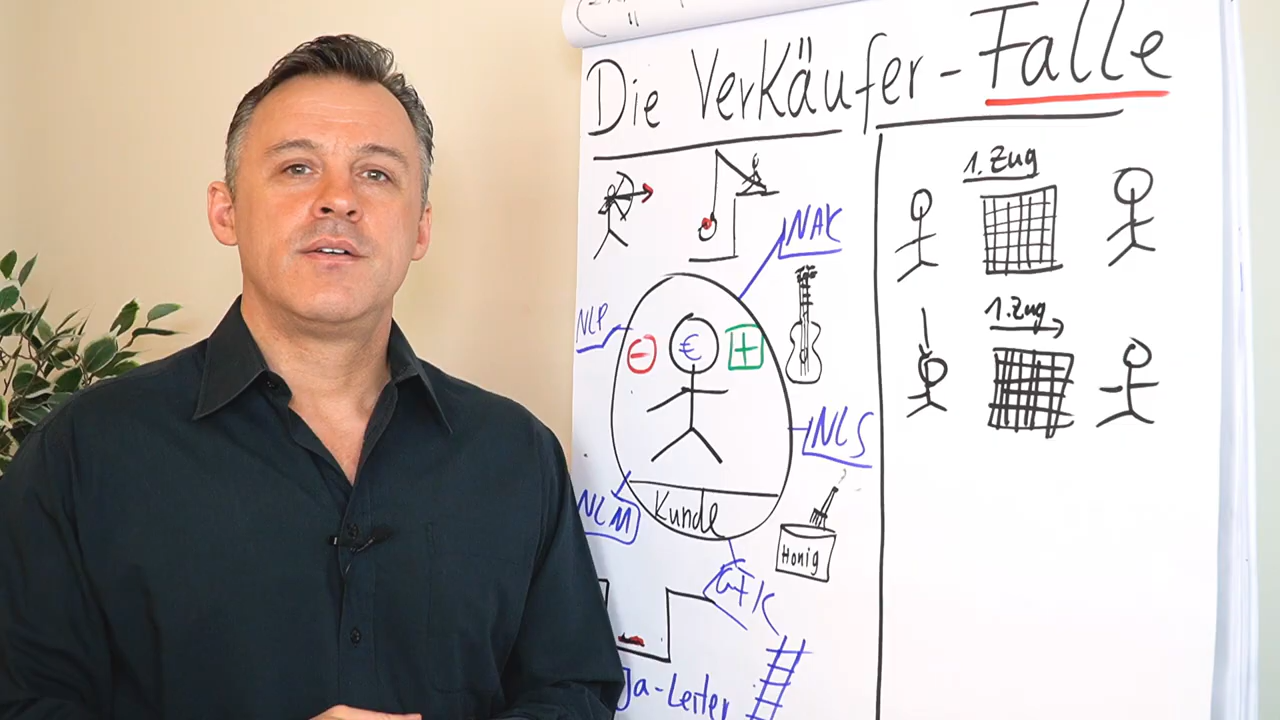 Die Verkäufer-Falle
NAK
NLP
-
€
+
NLS
NLM
Kunde
Honig
GFK
Ja-Leiter
1. Zug
1. Zug